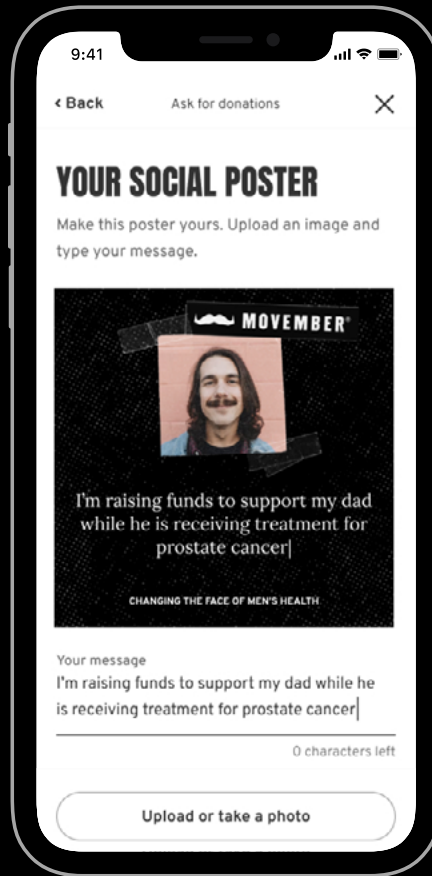 9:41
‹ Back
Ask for donations
YOUR SOCIAL POSTER
Make this poster yours. Upload an image and
type your message.
MOVEMBER®
I'm raising funds to support my dad
while he is receiving treatment for
prostate cancer
CHANGING THE FACE OF MEN'S HEALTH
Your message
I'm raising funds to support my dad while he
is receiving treatment for prostate cancer
0 characters left
Upload or take a photo